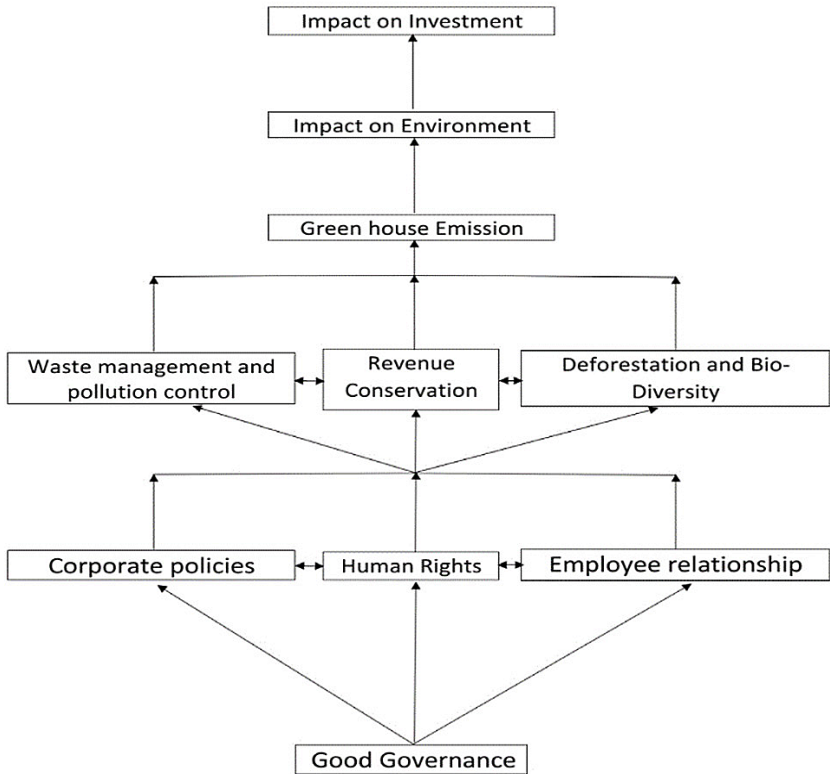 Impact on Investment
Impact on Environment
Green house Emission
Waste management and
pollution control
Revenue
Conservation
Deforestation and Bio-
Diversity
Corporate policies
Human Rights
Employee relationship
Good Governance